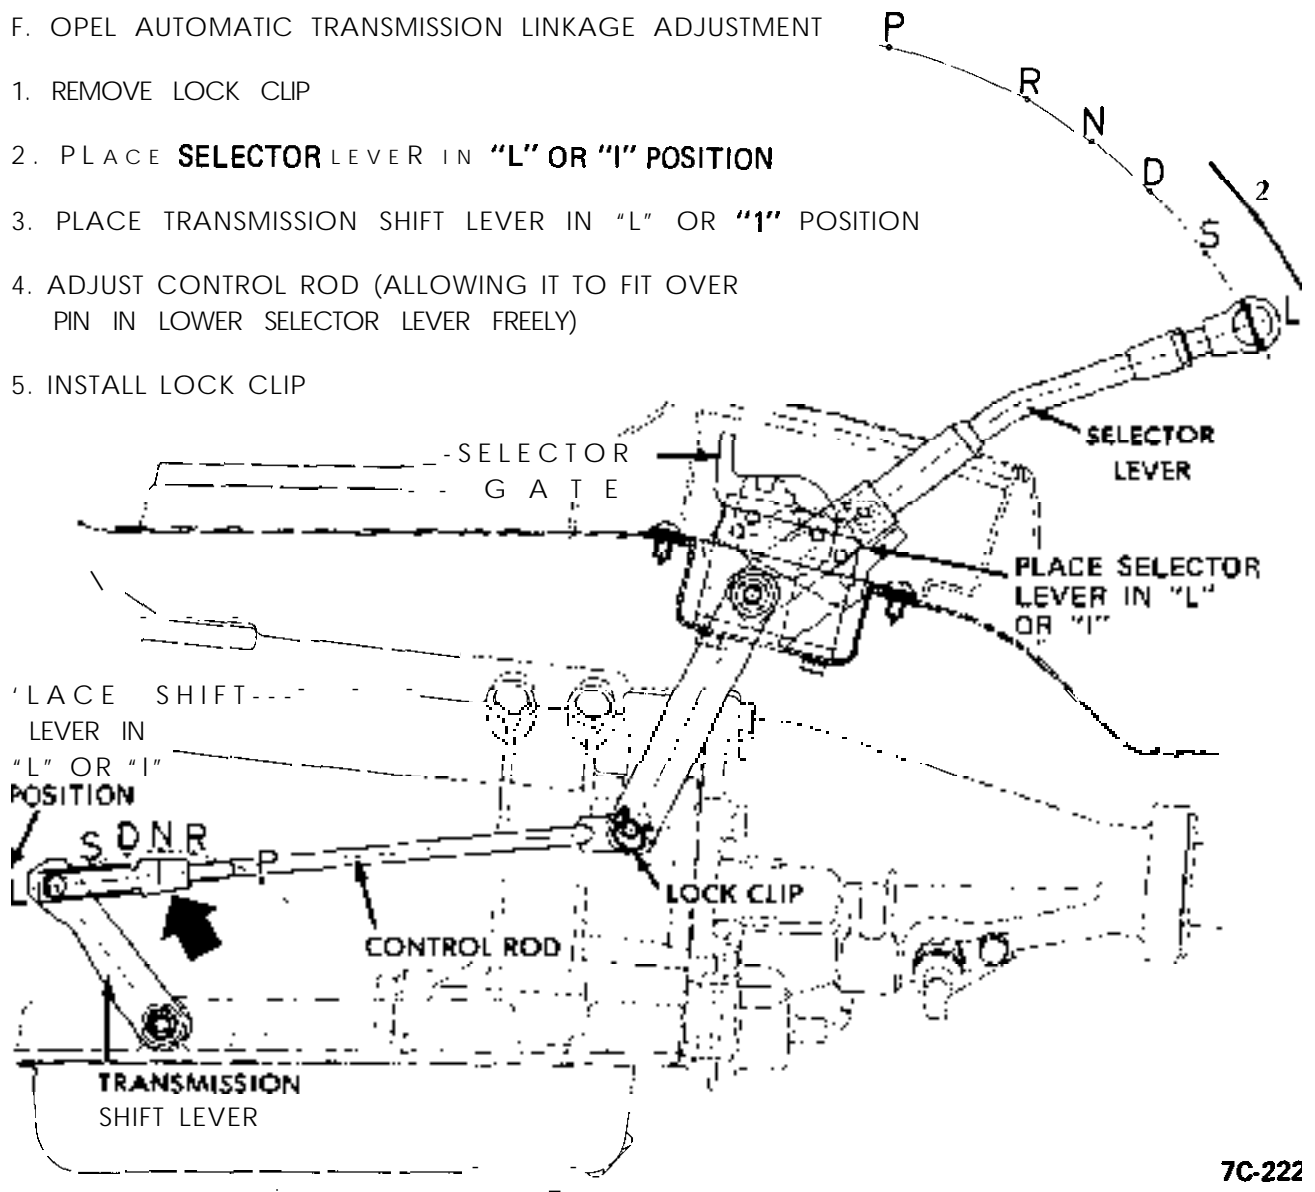 F. OPEL AUTOMATIC TRANSMISSION LINKAGE ADJUSTMENT
1. REMOVE LOCK CLIP
2. PLACE SELECTOR LEVER IN "L" OR "I" POSITION
3. PLACE TRANSMISSION SHIFT LEVER IN "L" OR "1" POSITION
4. ADJUST CONTROL ROD (ALLOWING IT TO FIT OVER
PIN IN LOWER SELECTOR LEVER FREELY)
5. INSTALL LOCK CLIP
P
R
N
D
2
S
L
SELECTOR
LEVER
SELECTOR
GATE
PLACE SELECTOR
LEVER IN "L"
OR "I"
'LACE SHIFT
LEVER IN
"L" OR "I"
POSITION
S D N R
P
L
LOCK CLIP
CONTROL ROD
TRANSMISSION
SHIFT LEVER
7C-222